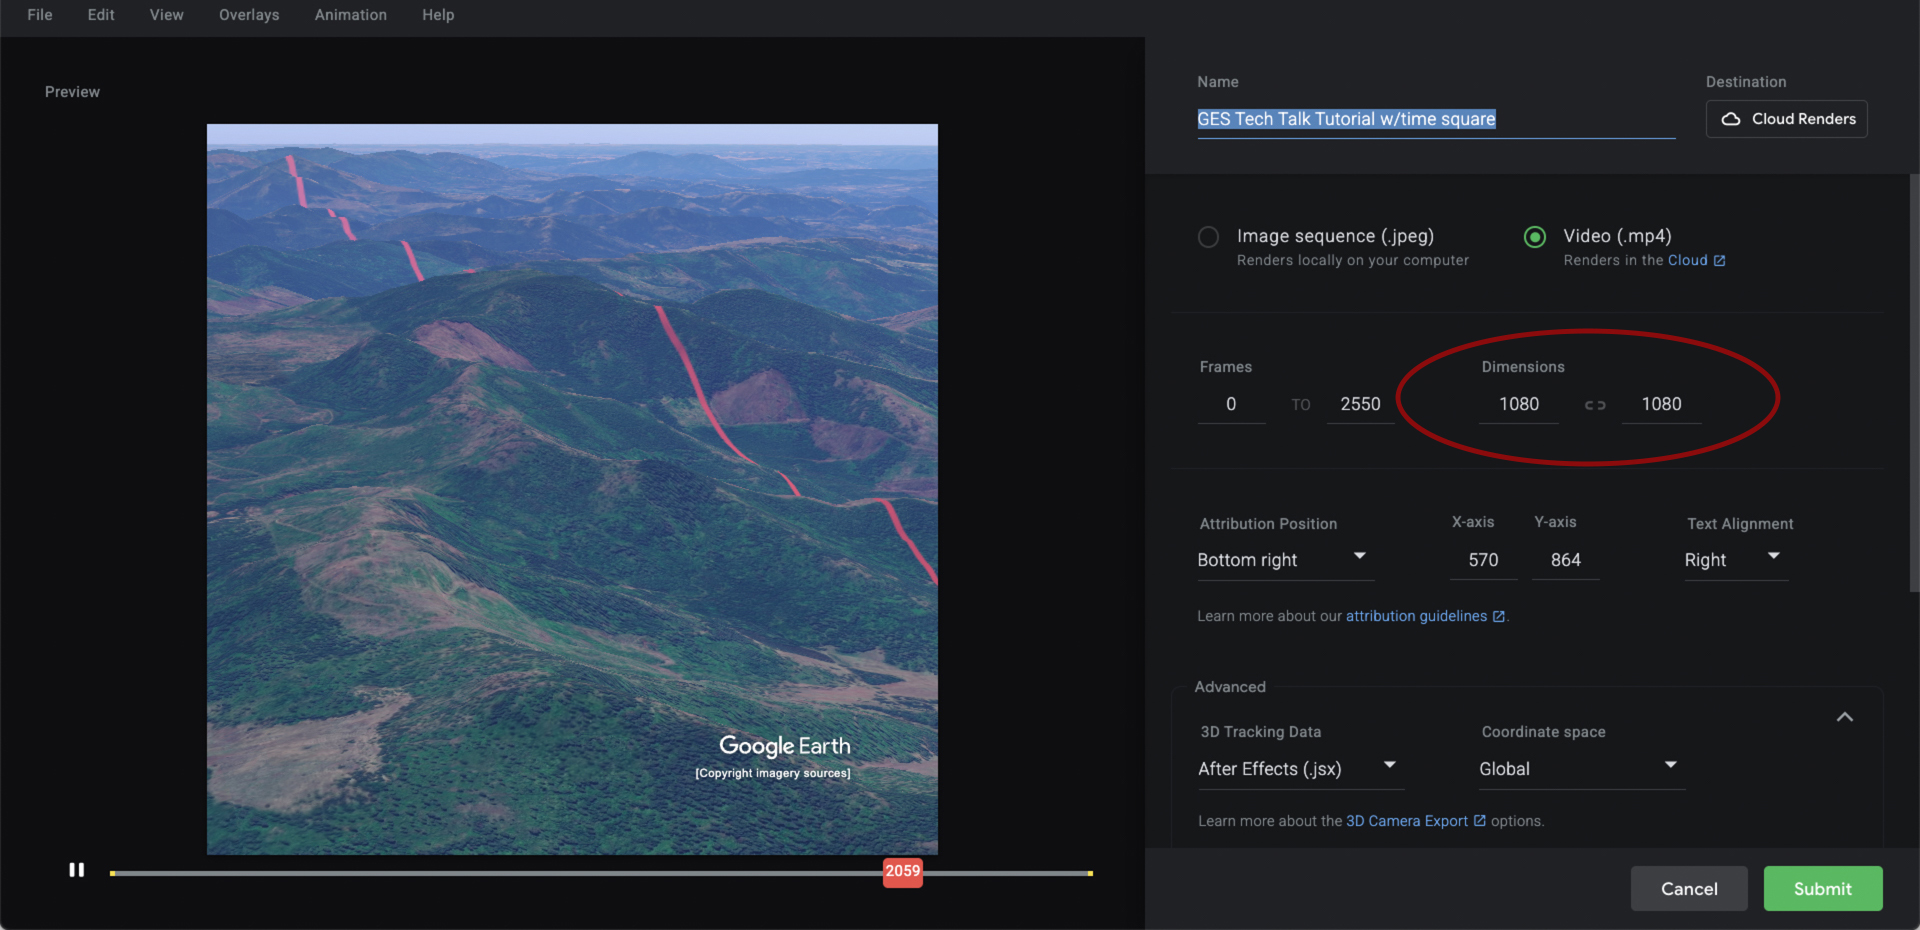 File Edit View Overlays Animation Help
Preview
Google Earth
[Copyright imagery sources]
2059
Name
GES Tech Talk Tutorial w/time square
Destination
Cloud Renders
Image sequence (.jpeg)
Renders locally on your computer
Video (.mp4)
Renders in the Cloud
Frames
0 TO 2550
Dimensions
1080 1080
Attribution Position
Bottom right
X-axis
570
Y-axis
864
Text Alignment
Right
Learn more about our attribution guidelines.
Advanced
3D Tracking Data
After Effects (.jsx)
Coordinate space
Global
Learn more about the 3D Camera Export options.
Cancel
Submit